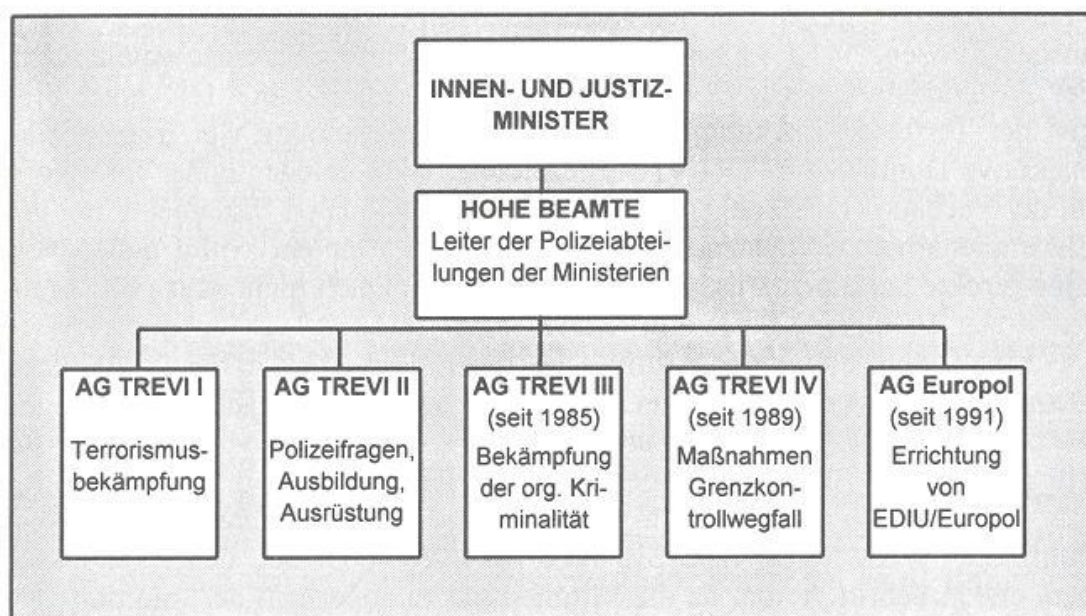 INNEN- UND JUSTIZ-
MINISTER
HOHE BEAMTE
Leiter der Polizeiabtei-
lungen der Ministerien
AG TREVI I
Terrorismus-
bekämpfung
AG TREVI II
Polizeifragen,
Ausbildung,
Ausrüstung
AG TREVI III
(seit 1985)
Bekämpfung
der org. Kri-
minalität
AG TREVI IV
(seit 1989)
Maßnahmen
Grenzkon-
trollwegfall
AG Europol
(seit 1991)
Errichtung
von
EDIU/Europol